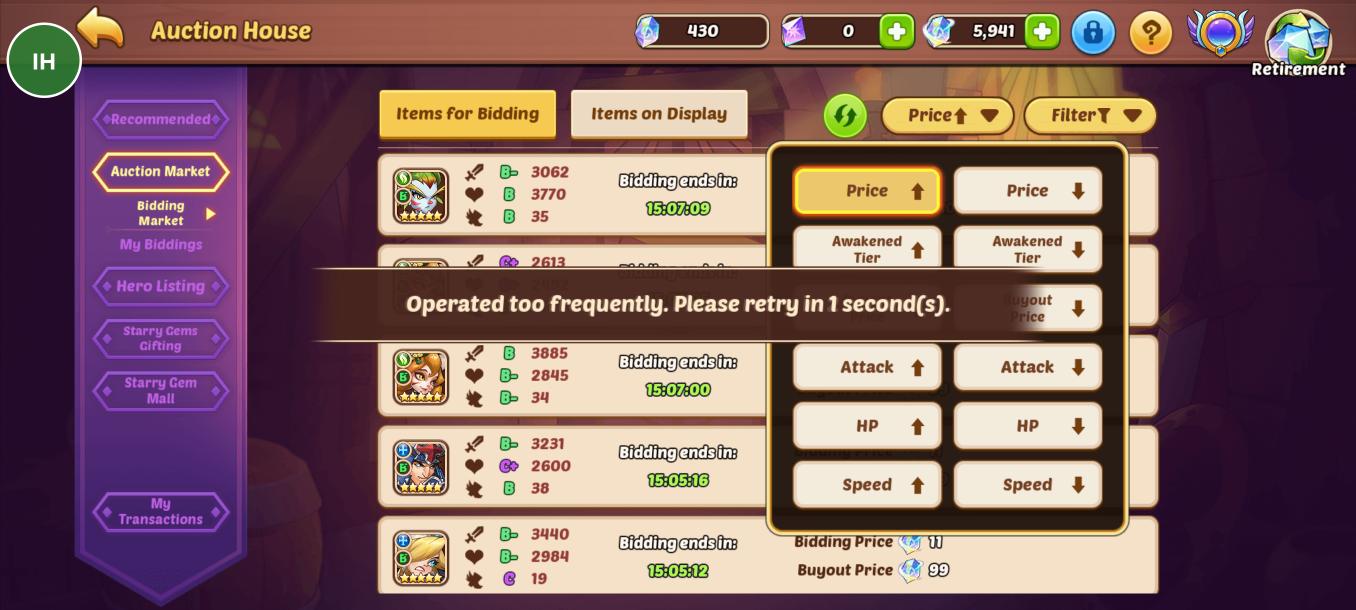 IH
Auction House
430
0
5,941
Retirement
Recommended
Auction Market
Bidding
Market
My Biddings
Hero Listing
Starry Gems
Gifting
Starry Gem
Mall
My
Transactions
Items for Bidding
Items on Display
Price
Filter
B- 3062
B 3770
B 35
Bidding ends in:
15:07:09
C+ 2613
Operated too frequently. Please retry in 1 second(s).
B 3885
B- 2845
B- 34
Bidding ends in:
15:07:00
B- 3231
C+ 2600
B 38
Bidding ends in:
15:05:16
B- 3440
B- 2984
C 19
Bidding ends in:
15:05:12
Bidding Price 11
Buyout Price 99
Price
Price
Awakened
Tier
Awakened
Tier
Buyout
Price
Attack
Attack
HP
HP
Speed
Speed